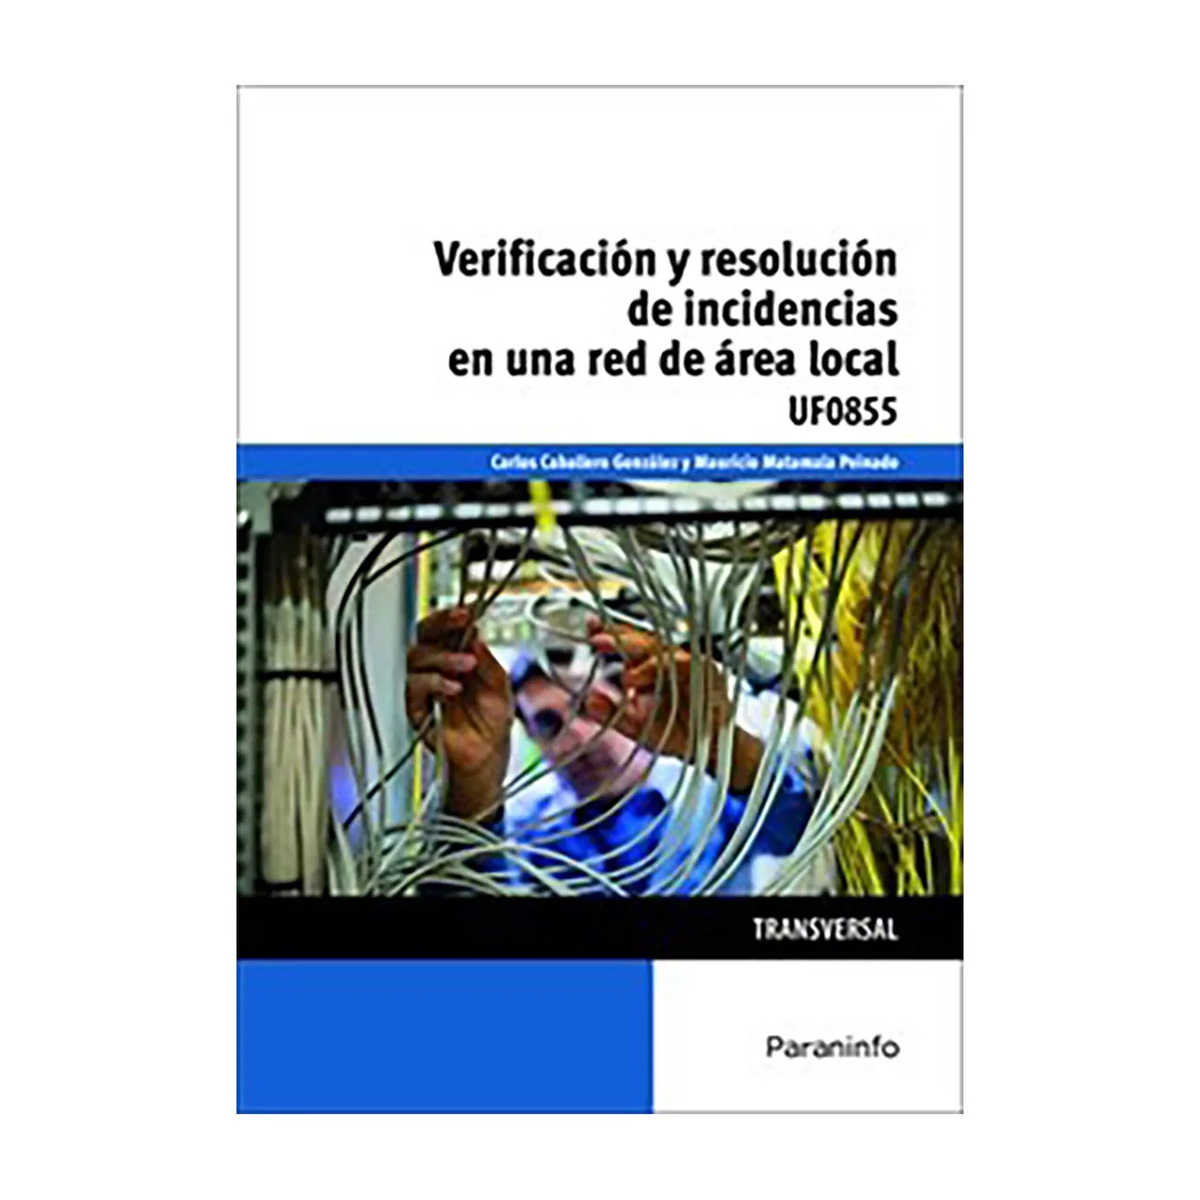 Verificación y resolución
de incidencias
en una red de área local
UF0855
Carlos Caballero González y Mauricio Matamala Peinado
TRANSVERSAL
Paraninfo